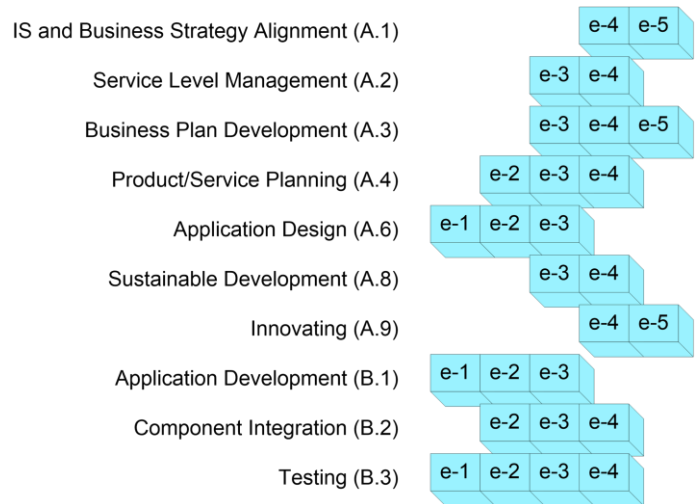 IS and Business Strategy Alignment (A.1) e-4 e-5
Service Level Management (A.2) e-3 e-4
Business Plan Development (A.3) e-3 e-4 e-5
Product/Service Planning (A.4) e-2 e-3 e-4
Application Design (A.6) e-1 e-2 e-3
Sustainable Development (A.8) e-3 e-4
Innovating (A.9) e-4 e-5
Application Development (B.1) e-1 e-2 e-3
Component Integration (B.2) e-2 e-3 e-4
Testing (B.3) e-1 e-2 e-3 e-4